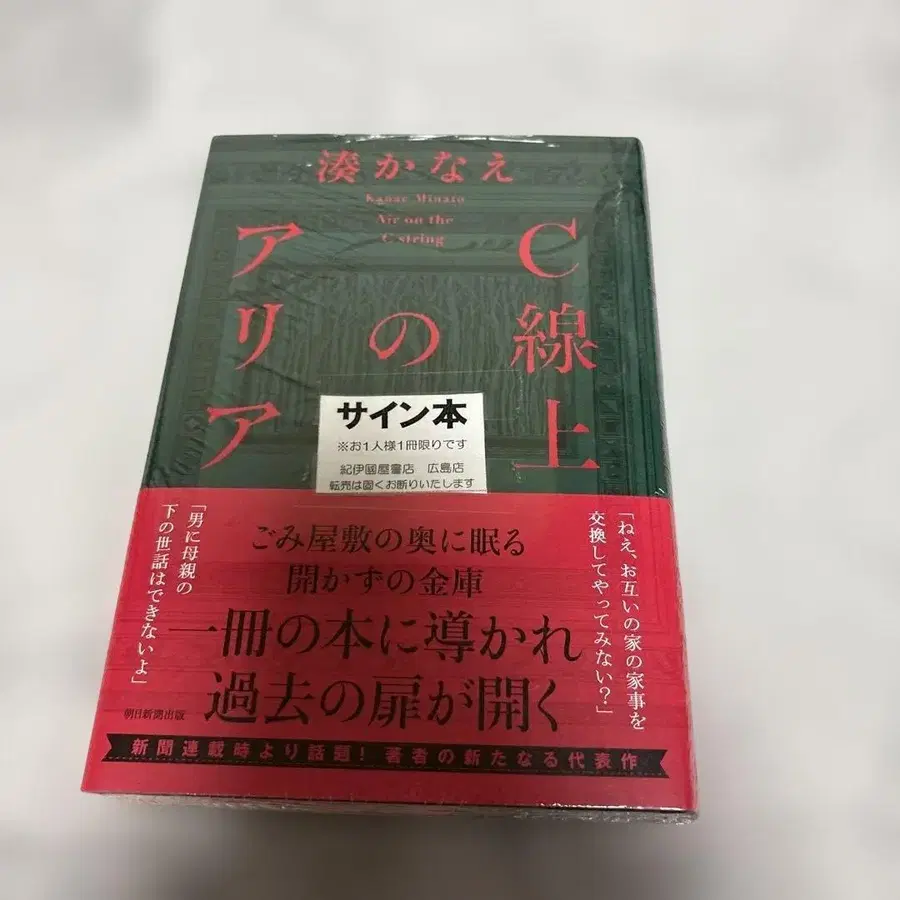 湊かなえ
Kanae Minato
Air on the
C-string
C線上
の
アリア
サイン本
※お1人様1冊限りです
紀伊國屋書店 広島店
転売は固くお断りいたします
「ねえ、お互いの家の家事を
交換してやってみない?」
ごみ屋敷の奥に眠る
開かずの金庫
一冊の本に導かれ
過去の扉が開く
「男に母親の
下の世話はできないよ」
朝日新聞出版
新聞連載時より話題! 著者の新たなる代表作